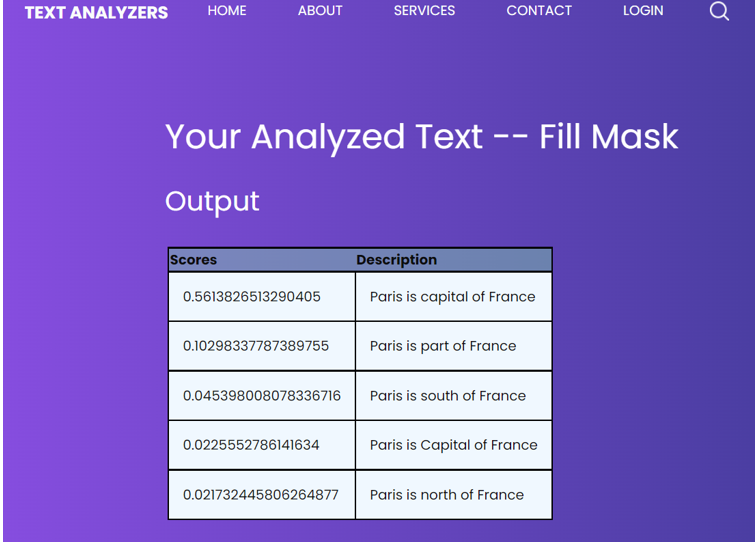 TEXT ANALYZERS HOME ABOUT SERVICES CONTACT LOGIN
Your Analyzed Text -- Fill Mask
Output
Scores Description
0.5613826513290405 Paris is capital of France
0.10298337787389755 Paris is part of France
0.045398008078336716 Paris is south of France
0.0225552786141634 Paris is Capital of France
0.021732445806264877 Paris is north of France